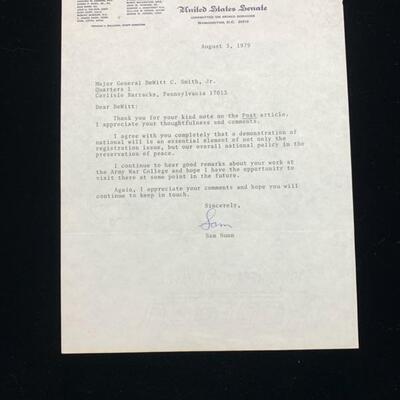 United States Senate
COMMITTEE ON ARMED SERVICES
WASHINGTON, D.C. 20510
August 3, 1979
Major General DeWitt C. Smith, Jr.
Quarters 1
Carlisle Barracks, Pennsylvania 17013
Dear DeWitt:
Thank you for your kind note on the Post article.
I appreciate your thoughtfulness and comments.
I agree with you completely that a demonstration of
national will is an essential element of not only the
registration issue, but our overall national policy in the
preservation of peace.
I continue to hear good remarks about your work at
the Army War College and hope I have the opportunity to
visit there at some point in the future.
Again, I appreciate your comments and hope you will
continue to keep in touch.
Sincerely,
Sam
Sam Nunn